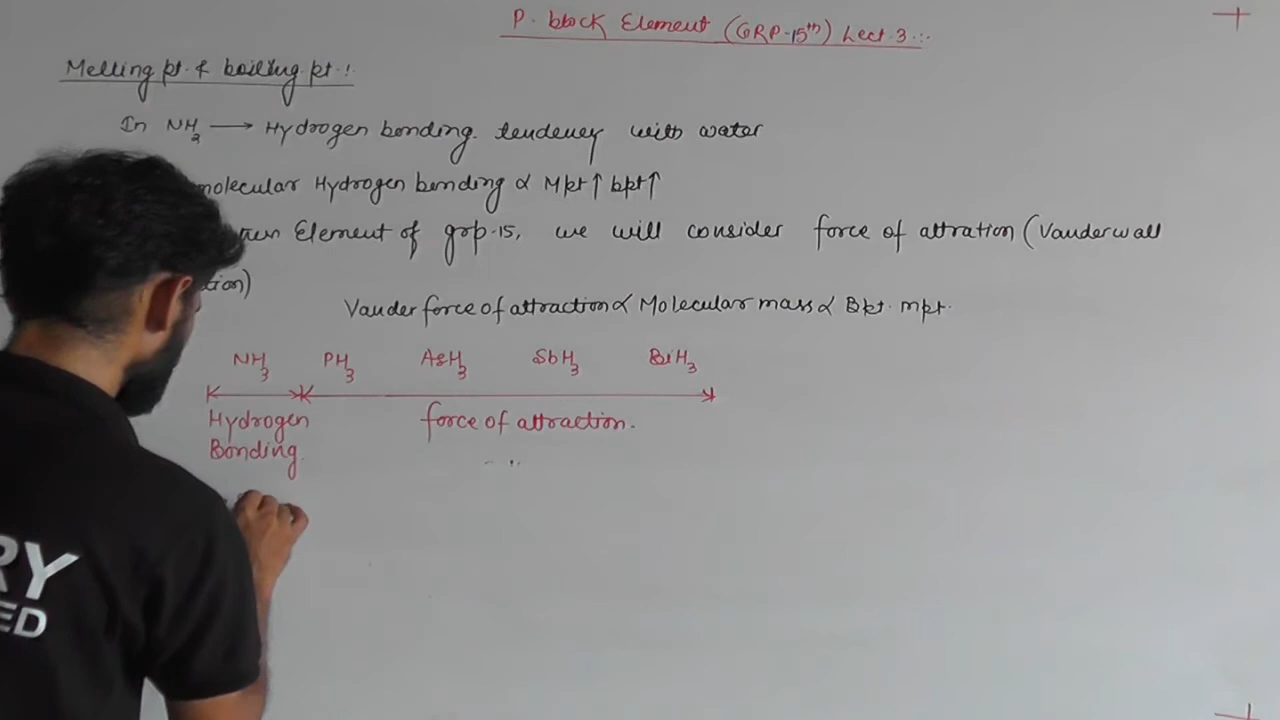 P. block Element (GRP-15th) Lect. 3 :-
Melting pt. & boiling pt.!
In NH3 → Hydrogen bonding tendency with water
molecular Hydrogen bonding ∝ Mpt↑ bpt↑
Element of grp-15, we will consider force of attration (Vanderwall
tion)
Vander force of attraction ∝ Molecular mass ∝ Bpt. mpt.
NH3 PH3 AsH3 SbH3 BiH3
Hydrogen force of attraction.
Bonding.
RY
ED